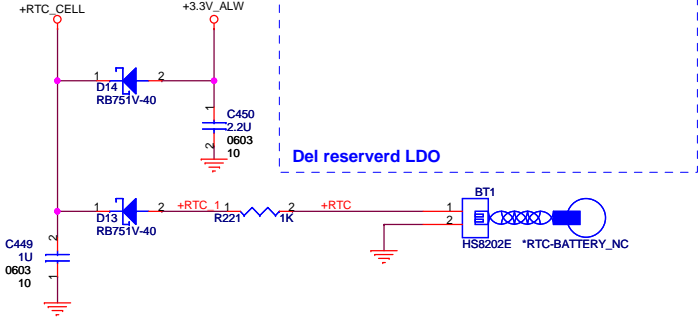 +RTC_CELL
+3.3V_ALW
1
2
D14
RB751V-40
1
C450
2.2U
0603
10
2
Del reserverd LDO
BT1
1
2
D13
RB751V-40
+RTC_1
1
2
R221
1K
+RTC
1
2
HS8202E
*RTC-BATTERY_NC
2
C449
1U
0603
10
1